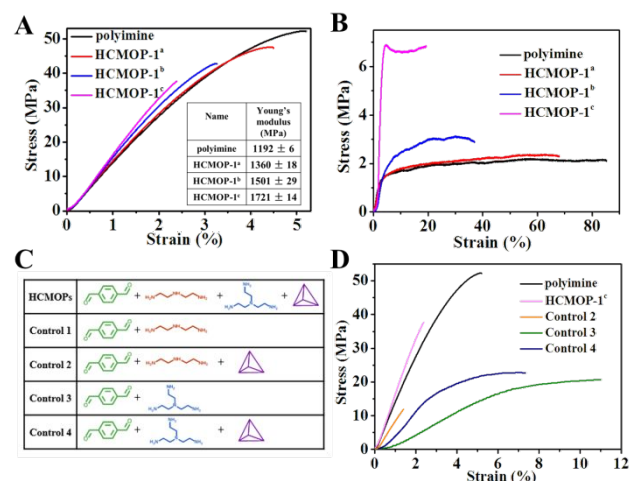 A
Stress (MPa)
50
40
30
20
10
0
polyimine
HCMOP-1ᵃ
HCMOP-1ᵇ
HCMOP-1ᶜ
Name
Young's modulus (MPa)
polyimine 1192 ± 6
HCMOP-1ᵃ 1360 ± 18
HCMOP-1ᵇ 1501 ± 29
HCMOP-1ᶜ 1721 ± 14
0 1 2 3 4 5
Strain (%)
B
Stress (MPa)
6
4
2
0
polyimine
HCMOP-1ᵃ
HCMOP-1ᵇ
HCMOP-1ᶜ
0 20 40 60 80
Strain (%)
C
HCMOPs + + +
Control 1 +
Control 2 + +
Control 3 +
Control 4 + +
D
Stress (MPa)
50
40
30
20
10
0
polyimine
HCMOP-1ᶜ
Control 2
Control 3
Control 4
0 2 4 6 8 10 12
Strain (%)